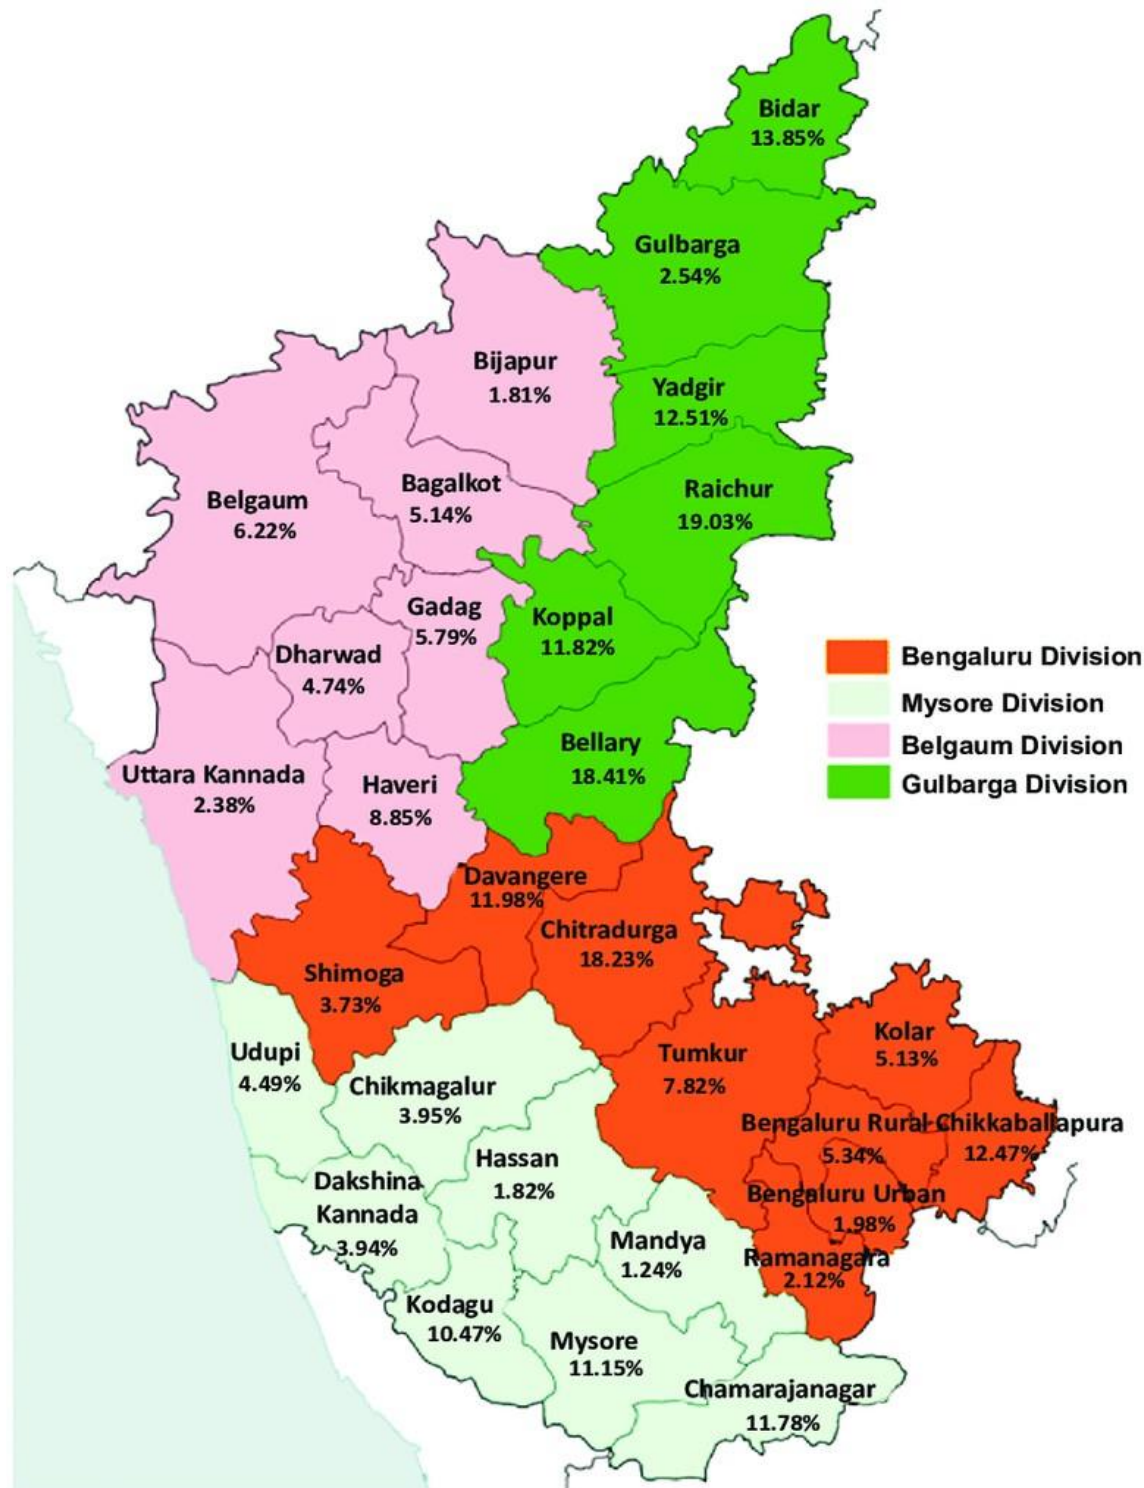 Bidar
13.85%
Gulbarga
2.54%
Bijapur
1.81%
Yadgir
12.51%
Belgaum
6.22%
Bagalkot
5.14%
Raichur
19.03%
Gadag
5.79%
Koppal
11.82%
Dharwad
4.74%
Bengaluru Division
Mysore Division
Belgaum Division
Gulbarga Division
Uttara Kannada
2.38%
Haveri
8.85%
Bellary
18.41%
Davangere
11.98%
Chitradurga
18.23%
Shimoga
3.73%
Udupi
4.49%
Chikmagalur
3.95%
Tumkur
7.82%
Kolar
5.13%
Bengaluru Rural
5.34%
Chikkaballapura
12.47%
Hassan
1.82%
Dakshina
Kannada
3.94%
Bengaluru Urban
1.98%
Mandya
1.24%
Ramanagara
2.12%
Kodagu
10.47%
Mysore
11.15%
Chamarajanagar
11.78%